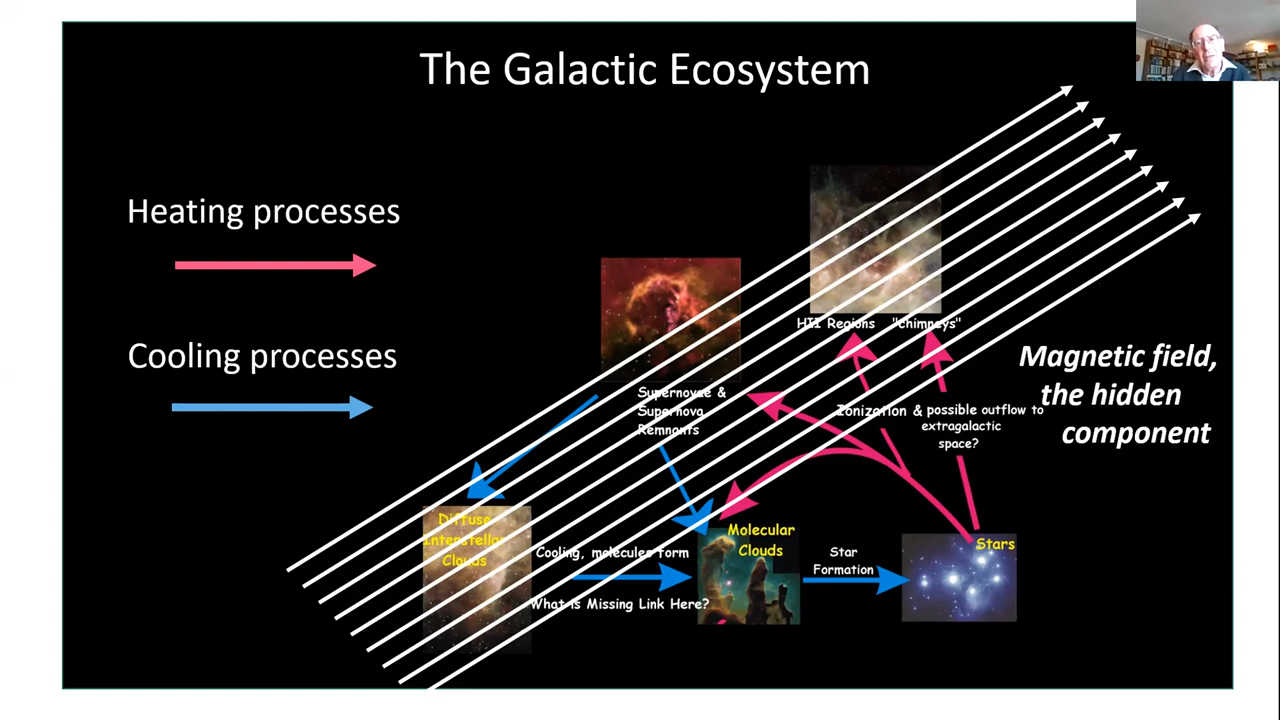 The Galactic Ecosystem
Heating processes
Cooling processes
HII Regions "chimneys"
Magnetic field,
the hidden
component
Supernovae &
Supernova
Remnants
Ionization & possible outflow to
extragalactic
space?
Diffuse
Interstellar
Clouds
Cooling, molecules form
What is Missing Link Here?
Molecular
Clouds
Star
Formation
Stars